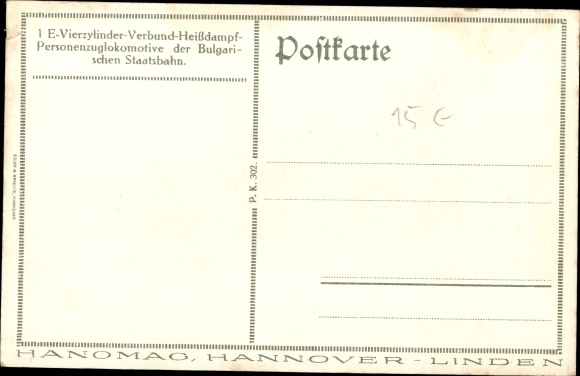 1 E-Vierzylinder-Verbund-Heißdampf-
Personenzuglokomotive der Bulgari-
schen Staatsbahn.
Postkarte
15 €
P. K. 302.
HANOMAG, HANNOVER - LINDEN